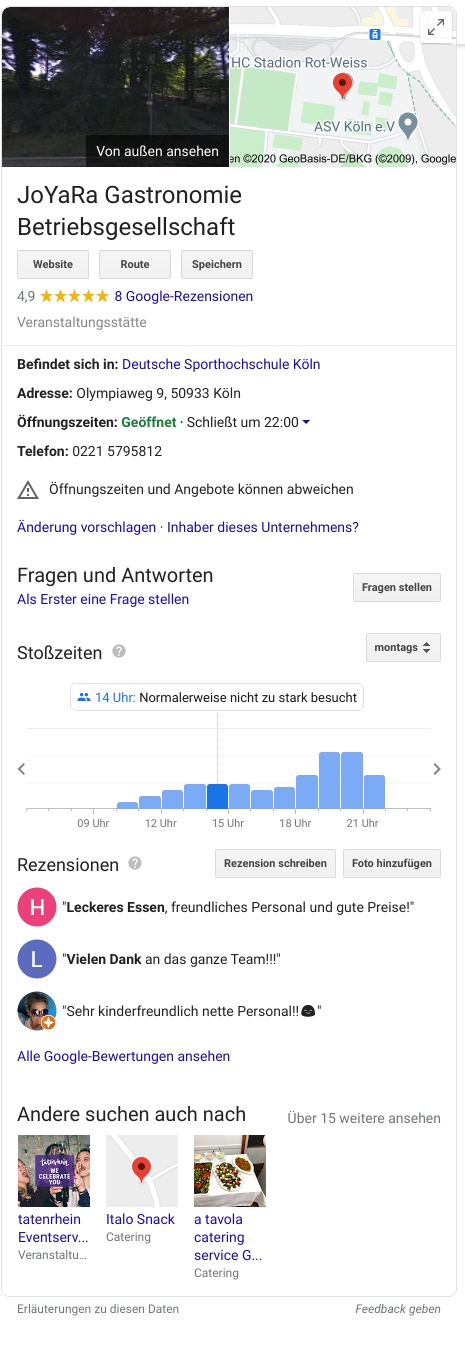 Von außen ansehen
HC Stadion Rot-Weiss
ASV Köln e.V
en ©2020 GeoBasis-DE/BKG (©2009), Google
JoYaRa Gastronomie
Betriebsgesellschaft
Website Route Speichern
4,9 8 Google-Rezensionen
Veranstaltungsstätte
Befindet sich in: Deutsche Sporthochschule Köln
Adresse: Olympiaweg 9, 50933 Köln
Öffnungszeiten: Geöffnet · Schließt um 22:00
Telefon: 0221 5795812
Öffnungszeiten und Angebote können abweichen
Änderung vorschlagen · Inhaber dieses Unternehmens?
Fragen und Antworten
Fragen stellen
Als Erster eine Frage stellen
Stoßzeiten ? montags
14 Uhr: Normalerweise nicht zu stark besucht
09 Uhr 12 Uhr 15 Uhr 18 Uhr 21 Uhr
Rezensionen ? Rezension schreiben Foto hinzufügen
H "Leckeres Essen, freundliches Personal und gute Preise!"
L "Vielen Dank an das ganze Team!!!"
"Sehr kinderfreundlich nette Personal!!🌚"
Alle Google-Bewertungen ansehen
Andere suchen auch nach Über 15 weitere ansehen
tatenrhein
WE
CELEBRATE
YOU
tatenrhein
Eventserv...
Veranstaltu...
Italo Snack
Catering
a tavola
catering
service G...
Catering
Erläuterungen zu diesen Daten Feedback geben